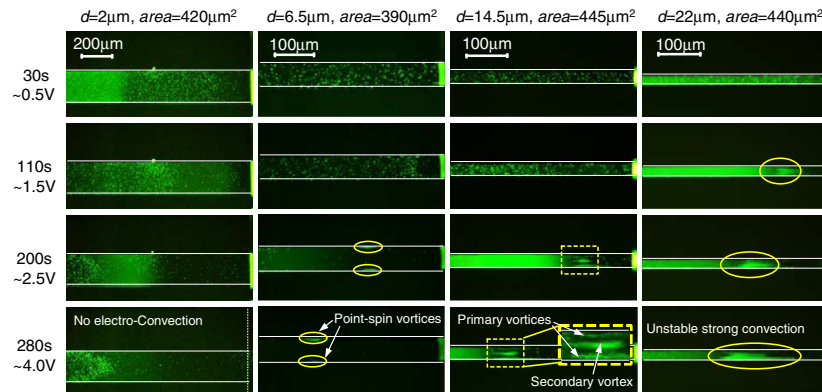 d=2μm, area=420μm² d=6.5μm, area=390μm² d=14.5μm, area=445μm² d=22μm, area=440μm²
200μm 100μm 100μm 100μm
30s
~0.5V
110s
~1.5V
200s
~2.5V
280s
~4.0V
No electro-Convection
Point-spin vortices
Primary vortices
Secondary vortex
Unstable strong convection